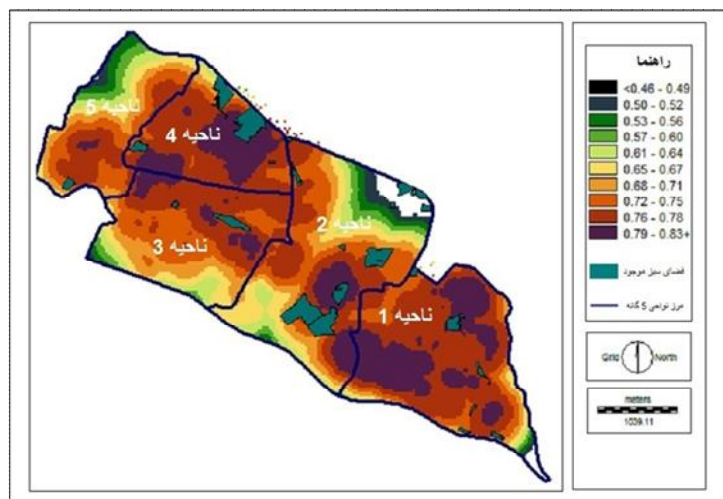 ناحیه 5
ناحیه 4
ناحیه 3
ناحیه 2
ناحیه 1
راهنما
<0.46 - 0.49
0.50 - 0.52
0.53 - 0.56
0.57 - 0.60
0.61 - 0.64
0.65 - 0.67
0.68 - 0.71
0.72 - 0.75
0.76 - 0.78
0.79 - 0.83+
فضای سبز موجود
مرز نواحی 5 گانه
Grid North
meters
1039.11